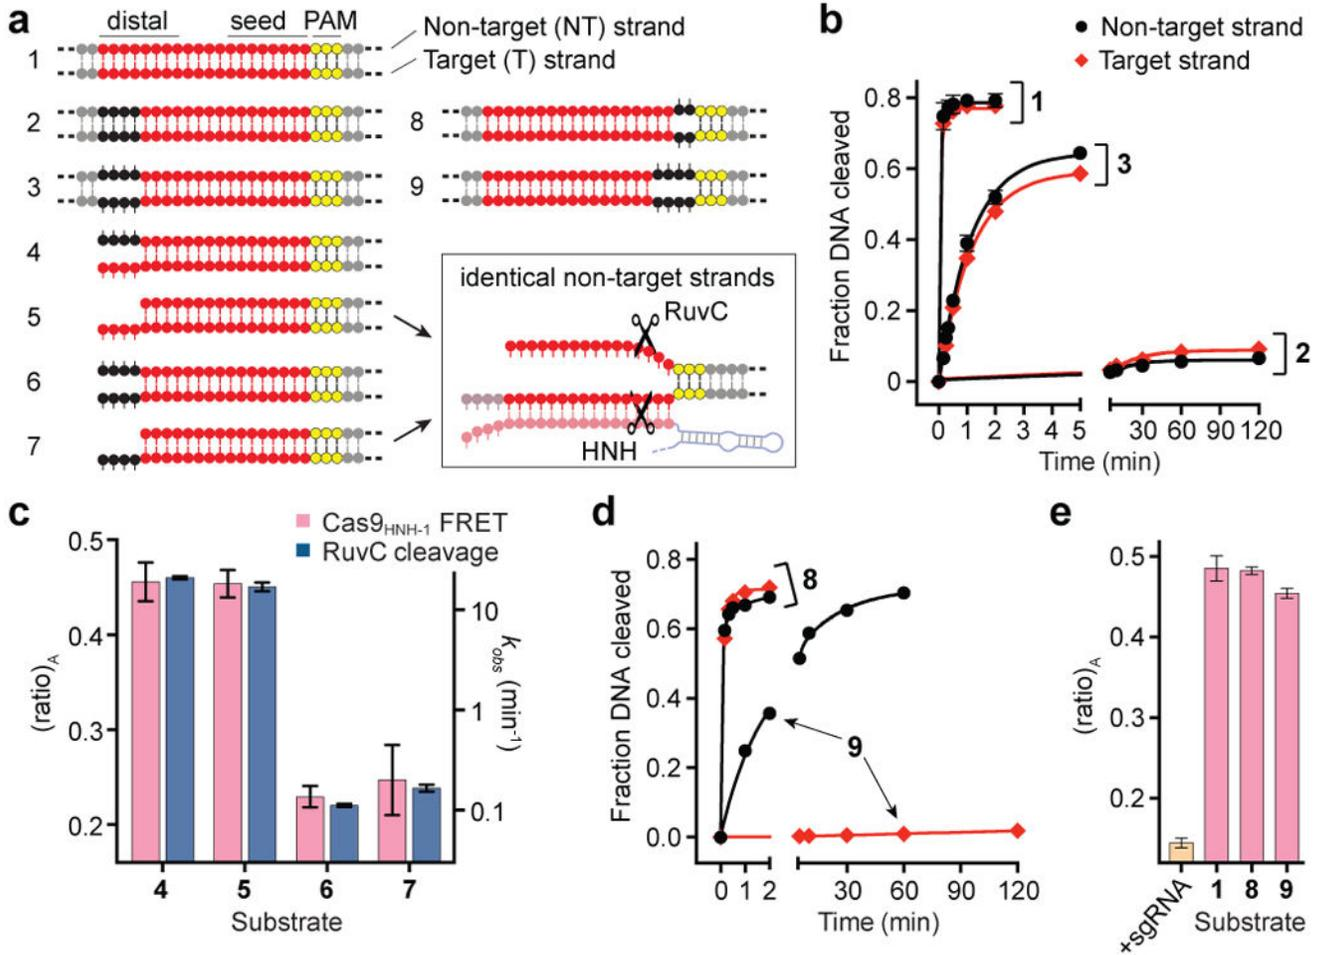 a
distal seed PAM
Non-target (NT) strand
Target (T) strand
1
2
3
4
5
6
7
8
9
identical non-target strands
RuvC
HNH
b
Non-target strand
Target strand
Fraction DNA cleaved
0.8
0.6
0.4
0.2
0
1
3
2
0 1 2 3 4 5 30 60 90 120
Time (min)
c
Cas9HNH-1 FRET
RuvC cleavage
(ratio)A
0.5
0.4
0.3
0.2
10
1
0.1
kobs (min-1)
4 5 6 7
Substrate
d
Fraction DNA cleaved
0.8
0.6
0.4
0.2
0.0
8
9
0 1 2 30 60 90 120
Time (min)
e
(ratio)A
0.5
0.4
0.3
0.2
+sgRNA 1 8 9
Substrate